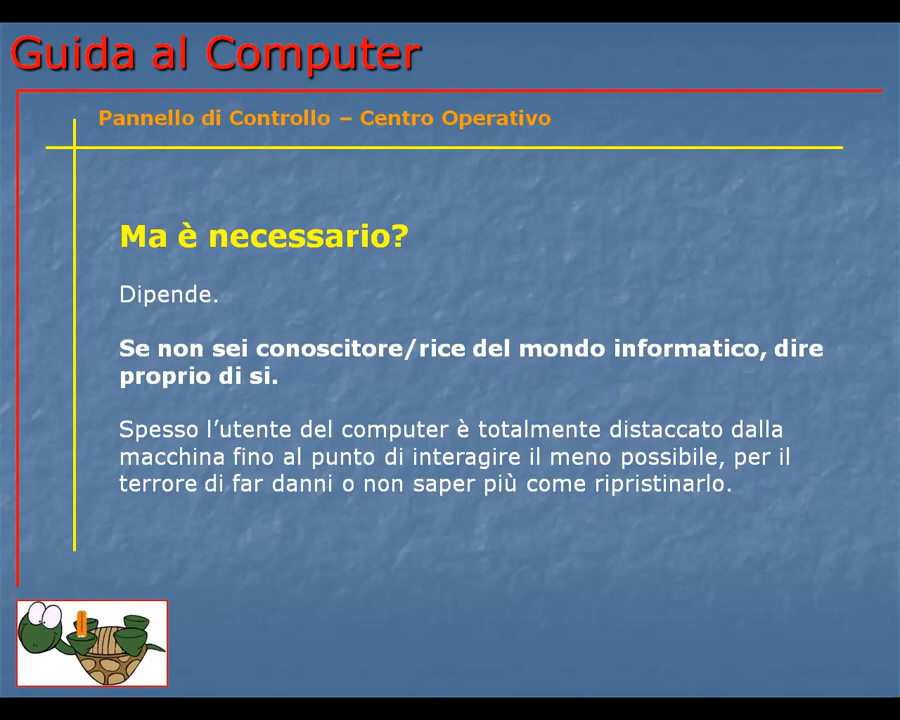 Guida al Computer
Pannello di Controllo – Centro Operativo
Ma è necessario?
Dipende.
Se non sei conoscitore/rice del mondo informatico, dire
proprio di si.
Spesso l’utente del computer è totalmente distaccato dalla
macchina fino al punto di interagire il meno possibile, per il
terrore di far danni o non saper più come ripristinarlo.